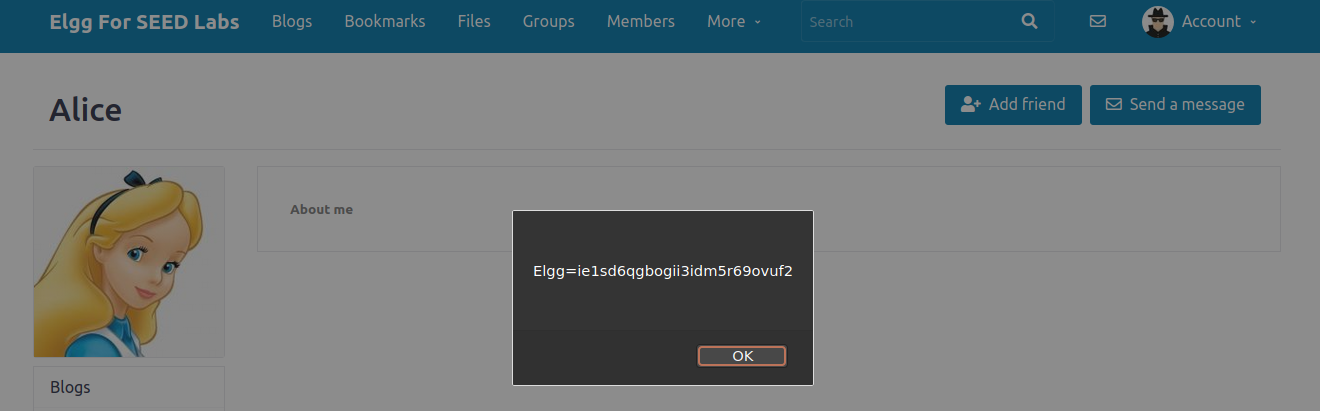 Elgg For SEED Labs Blogs Bookmarks Files Groups Members More Search Account
Alice
Add friend Send a message
About me
Elgg=ie1sd6qgbogii3idm5r69ovuf2
OK
Blogs